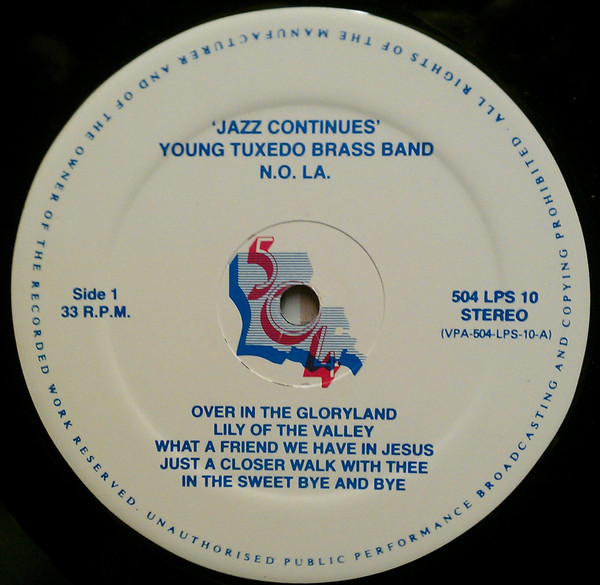 'JAZZ CONTINUES'
YOUNG TUXEDO BRASS BAND
N.O. LA.
504
Side 1
33 R.P.M.
504 LPS 10
STEREO
(VPA-504-LPS-10-A)
OVER IN THE GLORYLAND
LILY OF THE VALLEY
WHAT A FRIEND WE HAVE IN JESUS
JUST A CLOSER WALK WITH THEE
IN THE SWEET BYE AND BYE
ALL RIGHTS OF THE MANUFACTURER AND OF THE OWNER OF THE RECORDED WORK RESERVED. UNAUTHORISED PUBLIC PERFORMANCE BROADCASTING AND COPYING PROHIBITED.